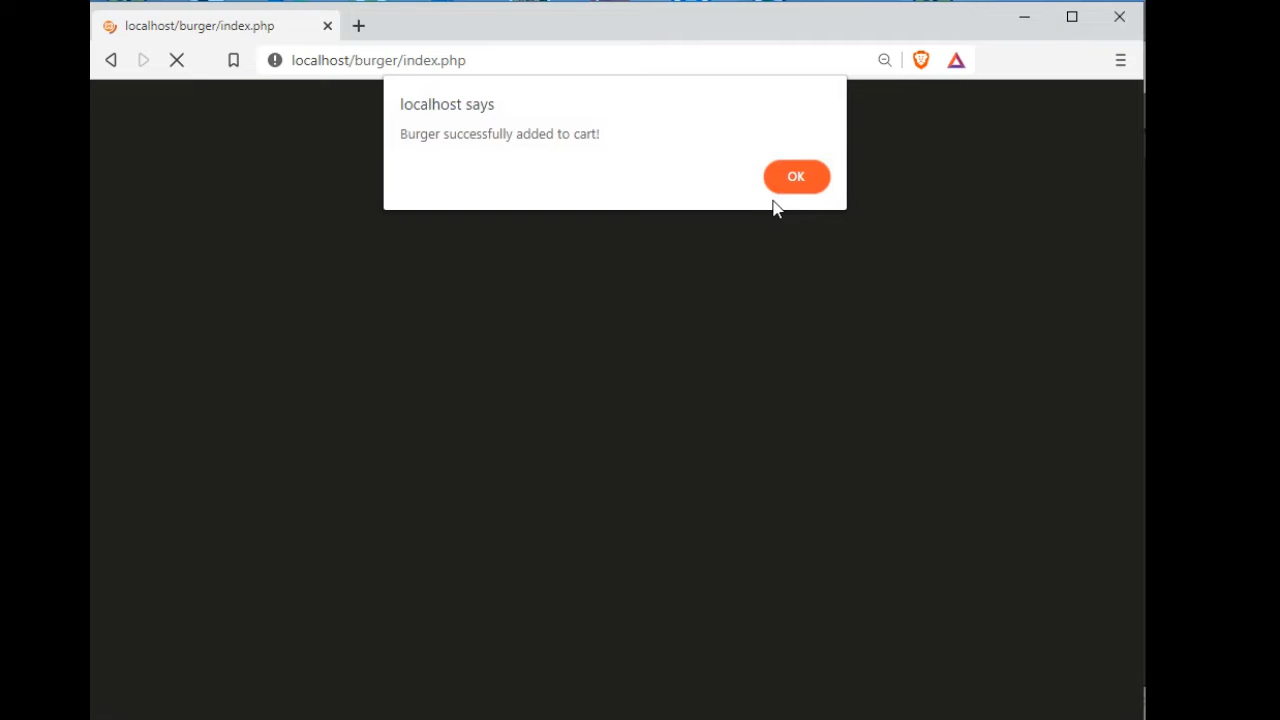 localhost/burger/index.php
localhost/burger/index.php
localhost says
Burger successfully added to cart!
OK